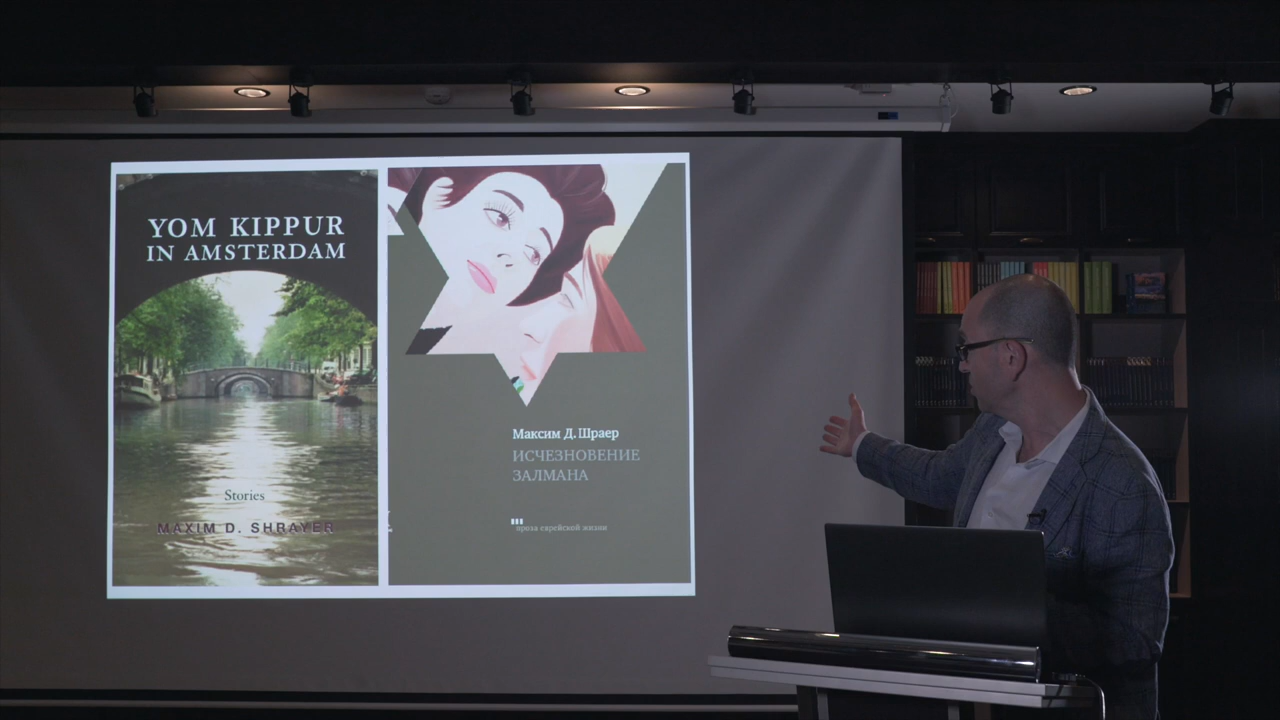 YOM KIPPUR
IN AMSTERDAM
Stories
MAXIM D. SHRAYER
Максим Д. Шраер
ИСЧЕЗНОВЕНИЕ
ЗАЛМАНА
проза еврейской жизни